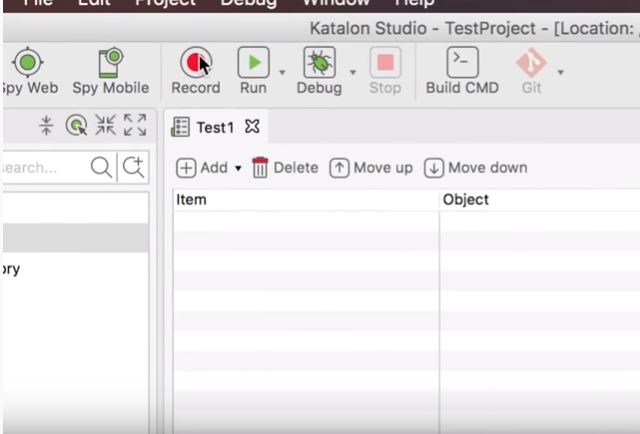 File Edit Project Debug Window Help
Katalon Studio - TestProject - [Location:
Spy Web Spy Mobile Record Run Debug Stop Build CMD Git
Test1
search... Add Delete Move up Move down
Item Object
ory